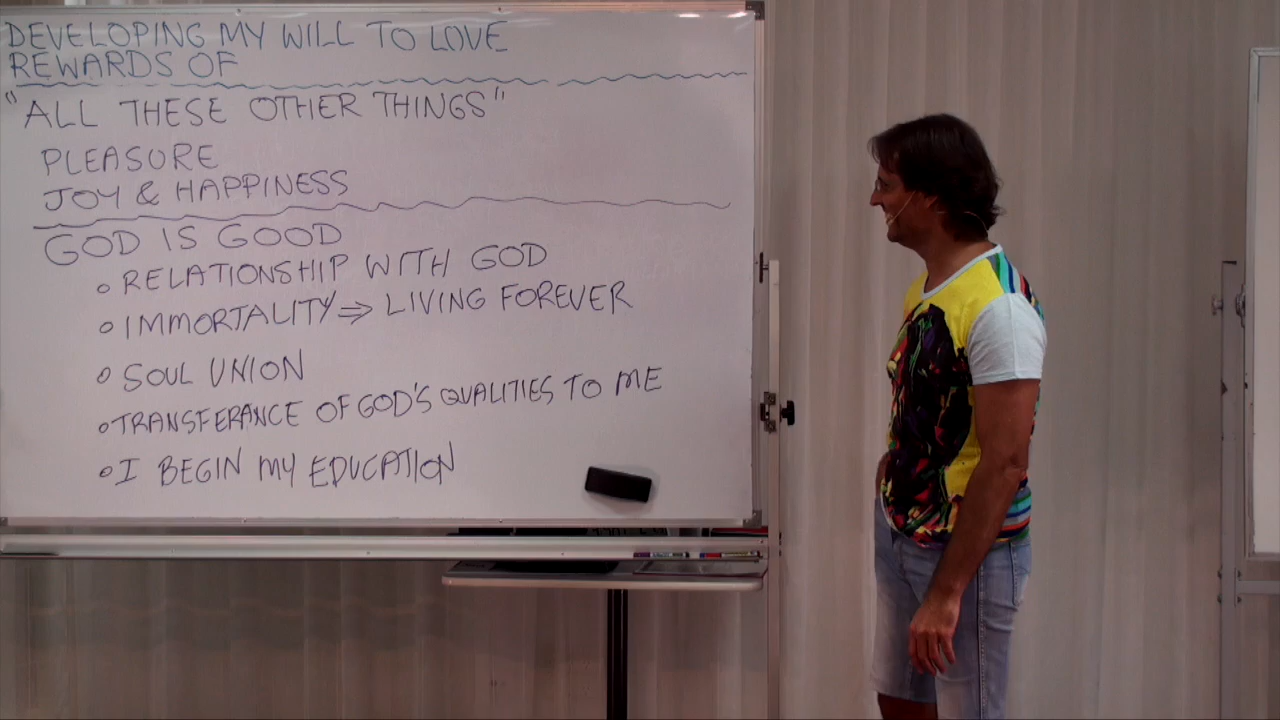 DEVELOPING MY WILL TO LOVE
REWARDS OF
"ALL THESE OTHER THINGS"
PLEASURE
JOY & HAPPINESS
GOD IS GOOD
o RELATIONSHIP WITH GOD
o IMMORTALITY ⇒ LIVING FOREVER
o SOUL UNION
o TRANSFERANCE OF GOD'S QUALITIES TO ME
o I BEGIN MY EDUCATION